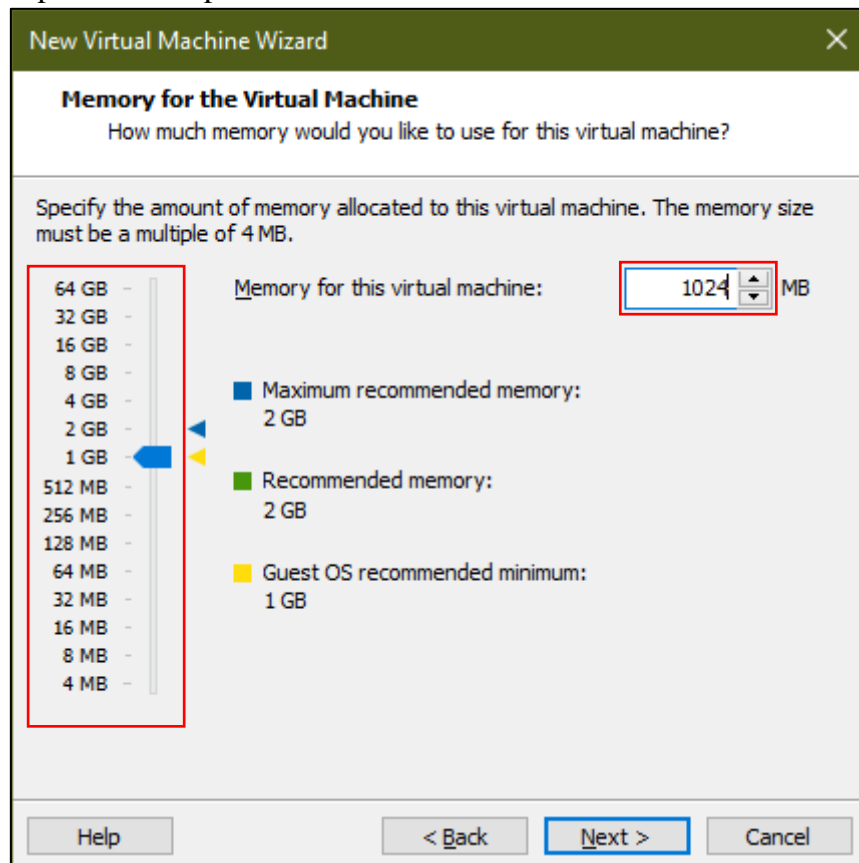 New Virtual Machine Wizard
Memory for the Virtual Machine
How much memory would you like to use for this virtual machine?
Specify the amount of memory allocated to this virtual machine. The memory size
must be a multiple of 4 MB.
Memory for this virtual machine: 1024 MB
64 GB
32 GB
16 GB
8 GB
4 GB
2 GB
1 GB
512 MB
256 MB
128 MB
64 MB
32 MB
16 MB
8 MB
4 MB
Maximum recommended memory:
2 GB
Recommended memory:
2 GB
Guest OS recommended minimum:
1 GB
Help
< Back
Next >
Cancel